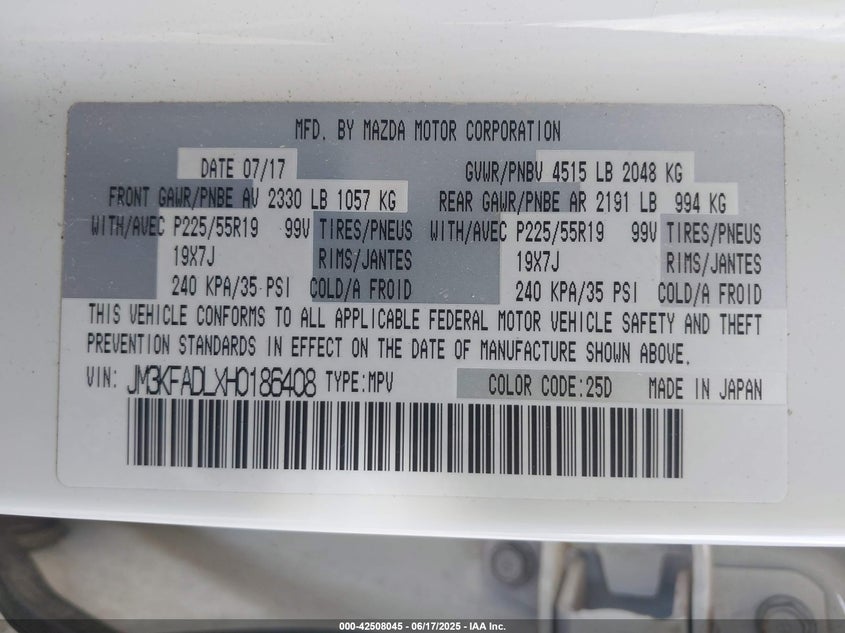 MFD. BY MAZDA MOTOR CORPORATION
DATE 07/17 GVWR/PNBV 4515 LB 2048 KG
FRONT GAWR/PNBE AV 2330 LB 1057 KG REAR GAWR/PNBE AR 2191 LB 994 KG
WITH/AVEC P225/55R19 99V TIRES/PNEUS WITH/AVEC P225/55R19 99V TIRES/PNEUS
19X7J RIMS/JANTES 19X7J RIMS/JANTES
240 KPA/35 PSI COLD/A FROID 240 KPA/35 PSI COLD/A FROID
THIS VEHICLE CONFORMS TO ALL APPLICABLE FEDERAL MOTOR VEHICLE SAFETY AND THEFT
PREVENTION STANDARDS IN EFFECT ON THE DATE OF MANUFACTURE SHOWN ABOVE.
VIN: JM3KFADLXH0186408 TYPE:MPV COLOR CODE:25D MADE IN JAPAN
000-42508045 - 06/17/2025 - IAA Inc.